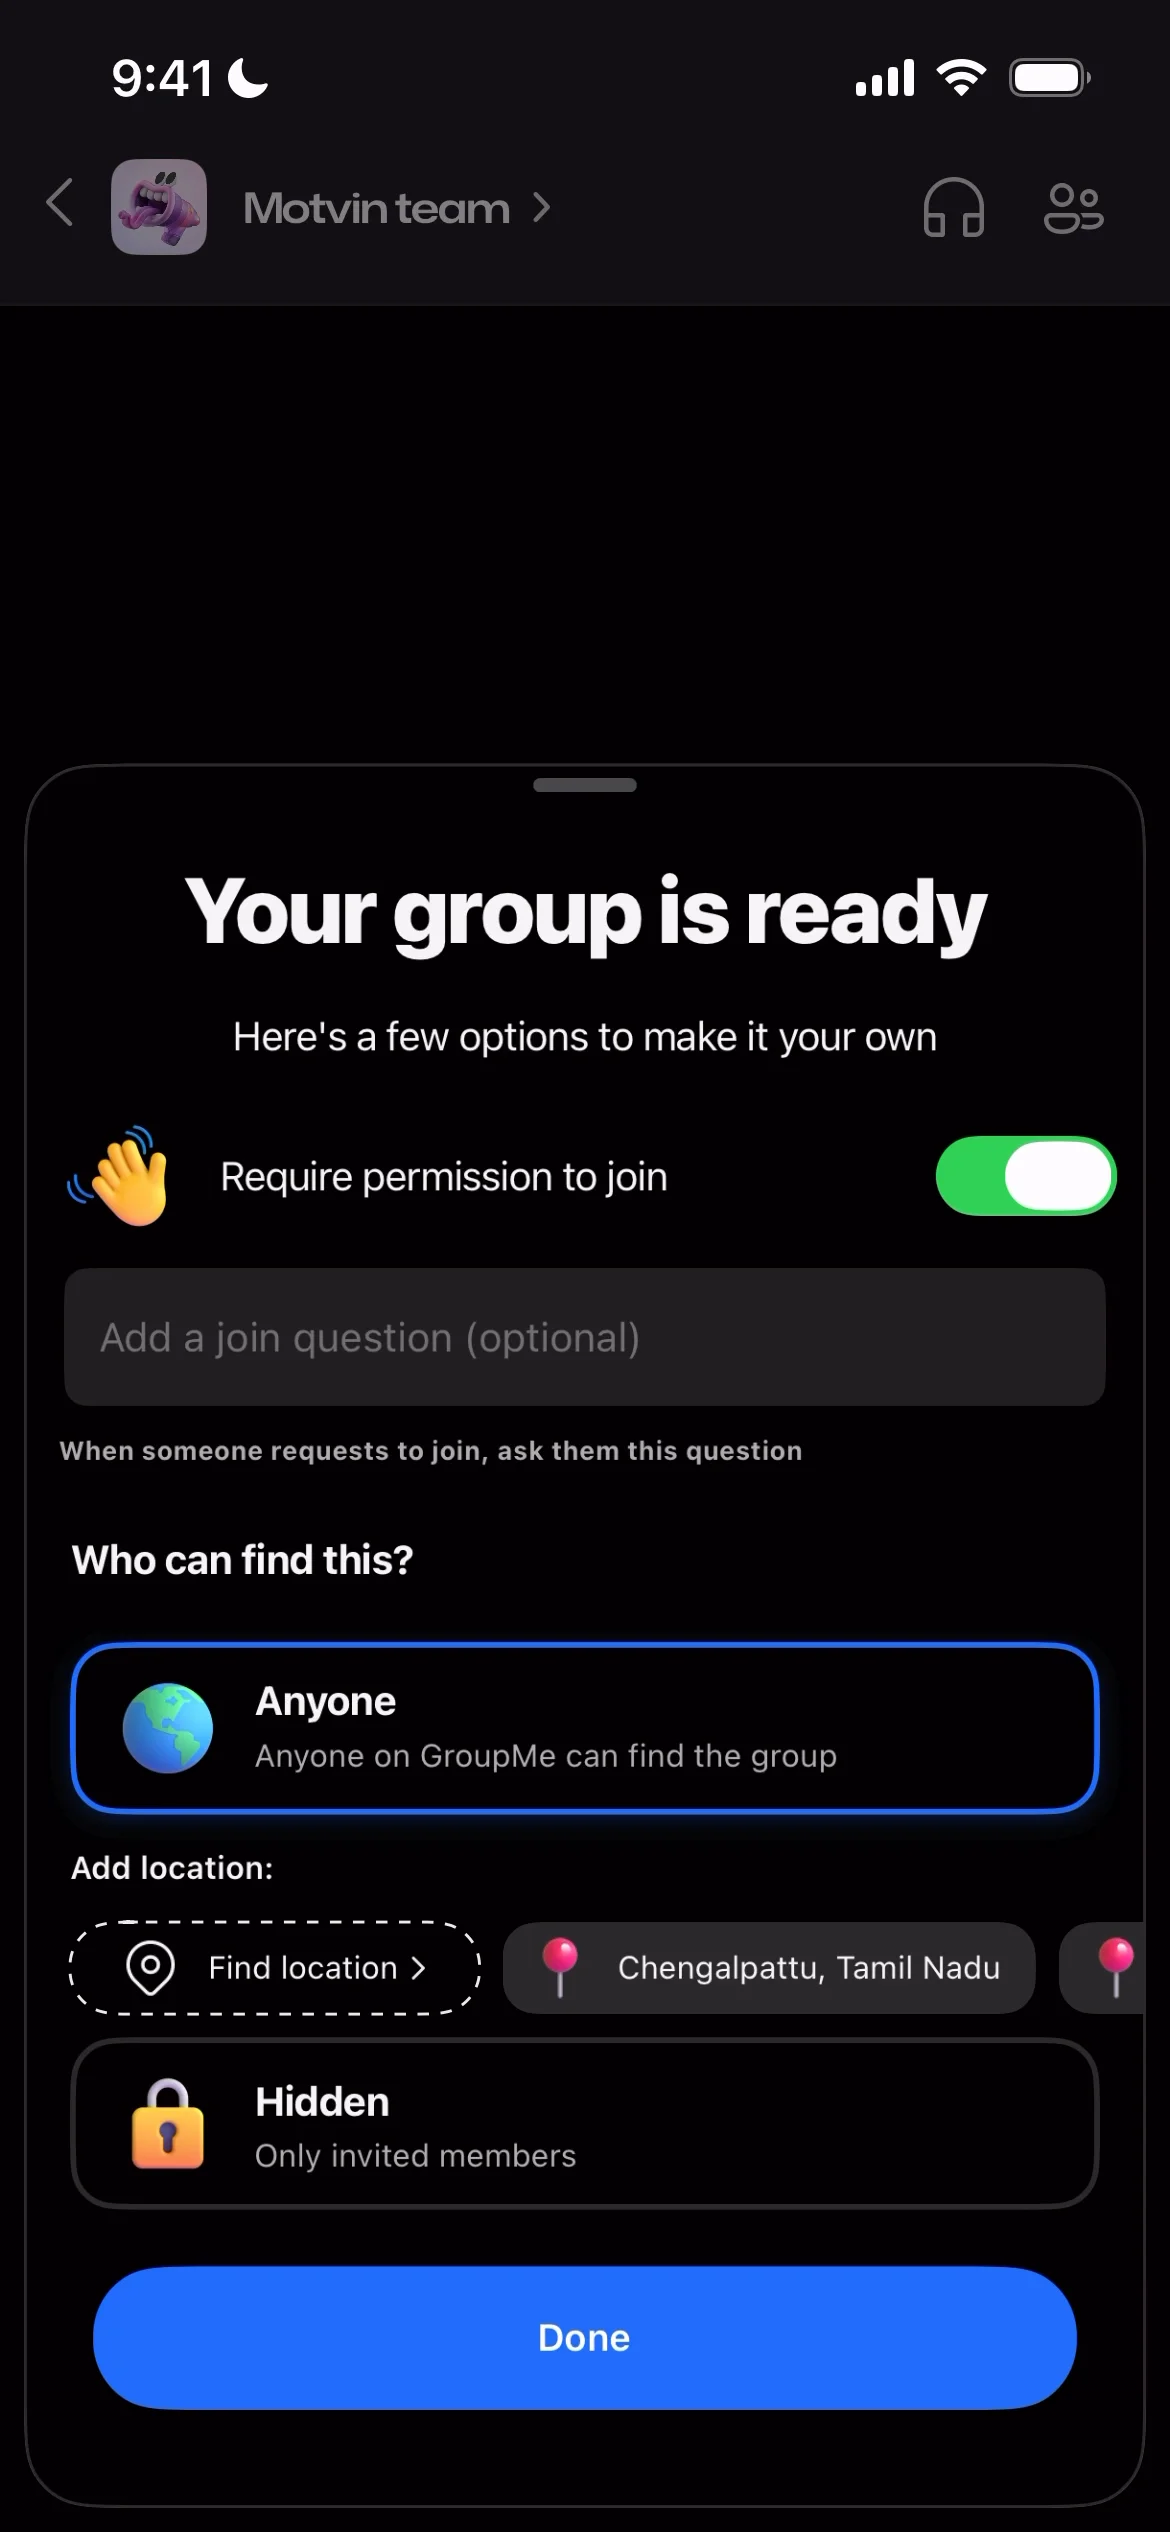 9:41
Motvin team
Your group is ready
Here's a few options to make it your own
Require permission to join
Add a join question (optional)
When someone requests to join, ask them this question
Who can find this?
Anyone
Anyone on GroupMe can find the group
Add location:
Find location
Chengalpattu, Tamil Nadu
Hidden
Only invited members
Done